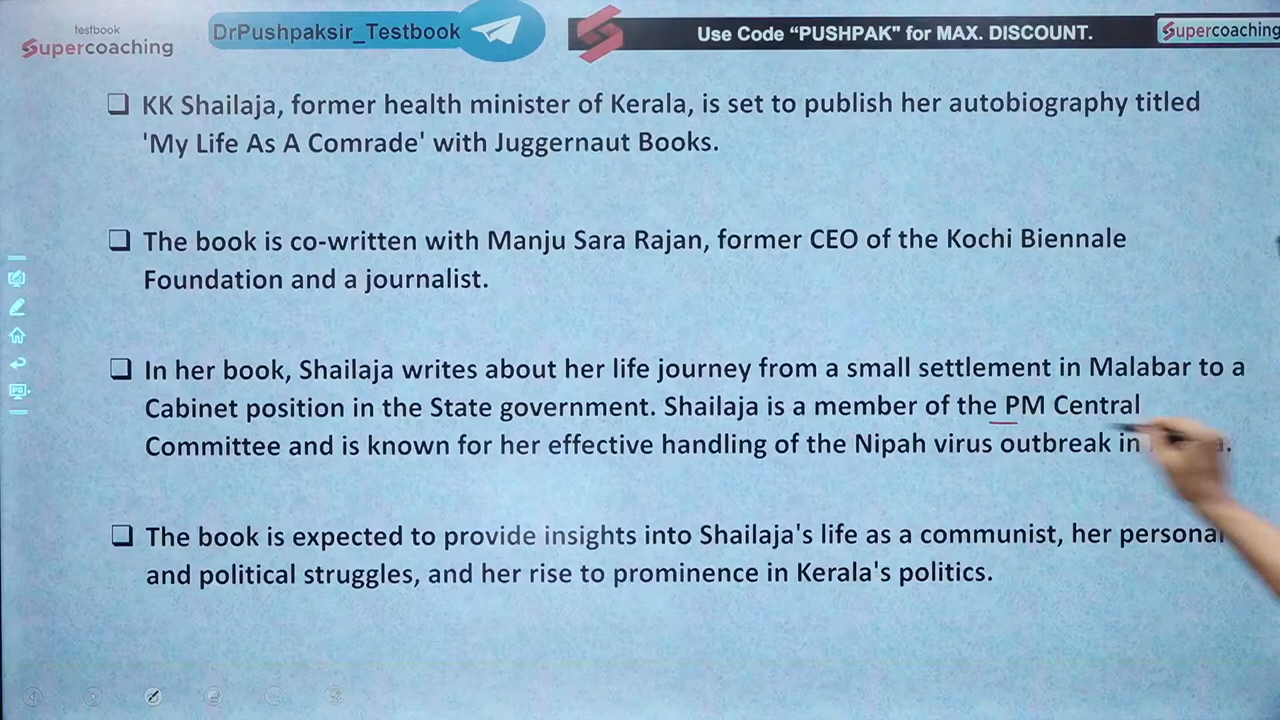 testbook
Supercoaching
DrPushpaksir_Testbook
Use Code “PUSHPAK" for MAX. DISCOUNT.
Supercoaching
KK Shailaja, former health minister of Kerala, is set to publish her autobiography titled
'My Life As A Comrade' with Juggernaut Books.
The book is co-written with Manju Sara Rajan, former CEO of the Kochi Biennale
Foundation and a journalist.
In her book, Shailaja writes about her life journey from a small settlement in Malabar to a
Cabinet position in the State government. Shailaja is a member of the PM Central
Committee and is known for her effective handling of the Nipah virus outbreak in
The book is expected to provide insights into Shailaja's life as a communist, her personal
and political struggles, and her rise to prominence in Kerala's politics.